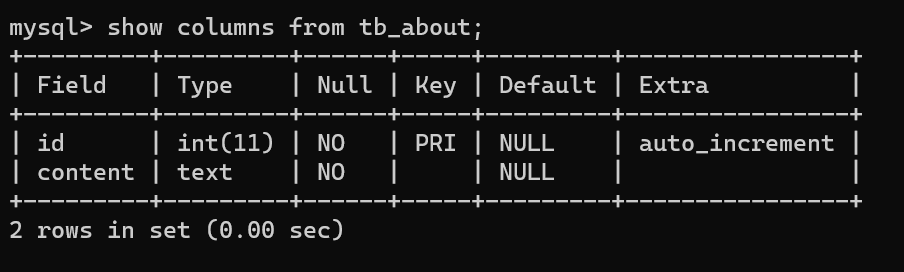 mysql> show columns from tb_about;
+---------+---------+------+-----+---------+----------------+
| Field   | Type    | Null | Key | Default | Extra          |
+---------+---------+------+-----+---------+----------------+
| id      | int(11) | NO   | PRI | NULL    | auto_increment |
| content | text    | NO   |     | NULL    |                |
+---------+---------+------+-----+---------+----------------+
2 rows in set (0.00 sec)